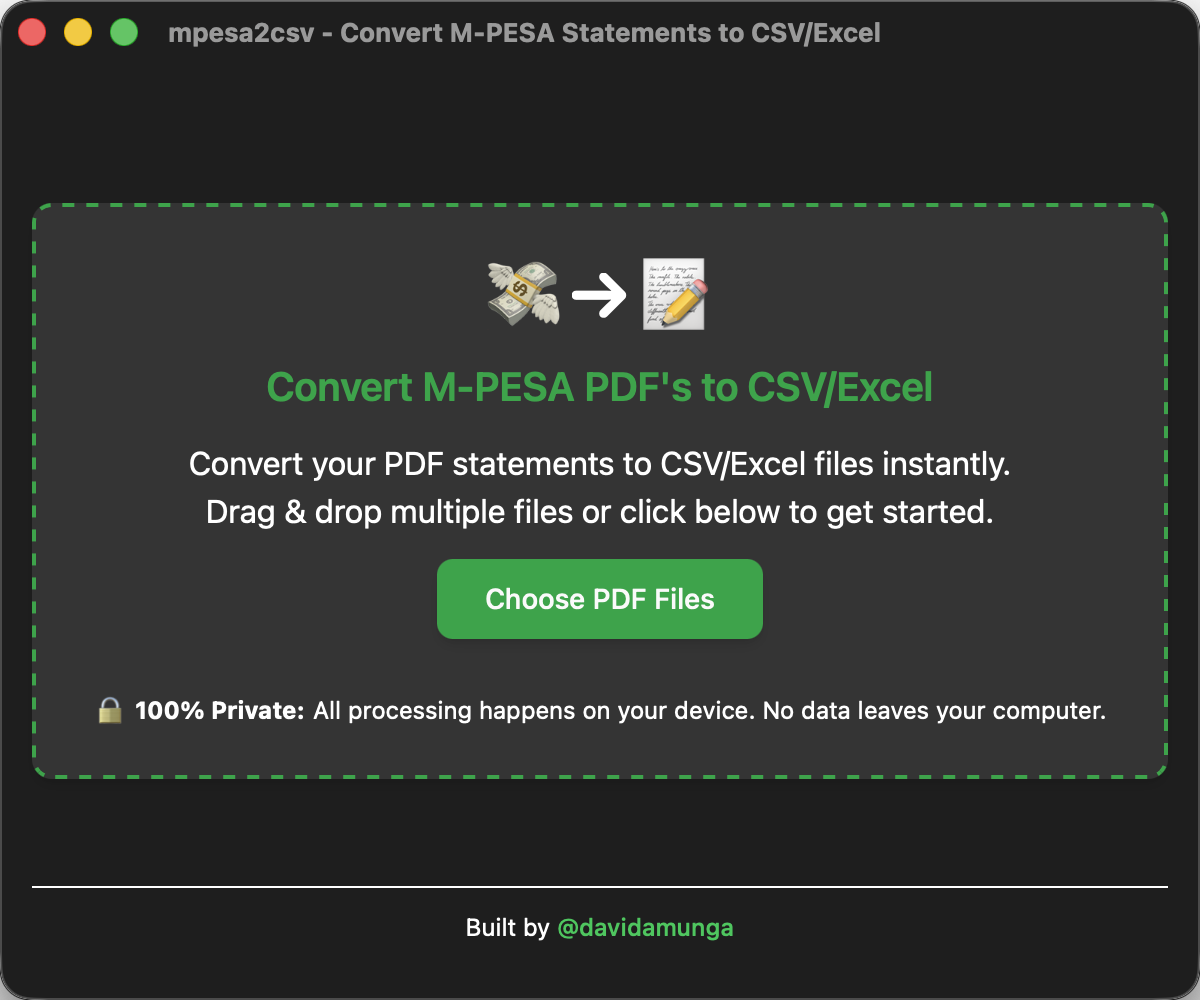 mpesa2csv - Convert M-PESA Statements to CSV/Excel
Convert M-PESA PDF's to CSV/Excel
Convert your PDF statements to CSV/Excel files instantly.
Drag & drop multiple files or click below to get started.
Choose PDF Files
🔒 100% Private: All processing happens on your device. No data leaves your computer.
Built by @davidamunga